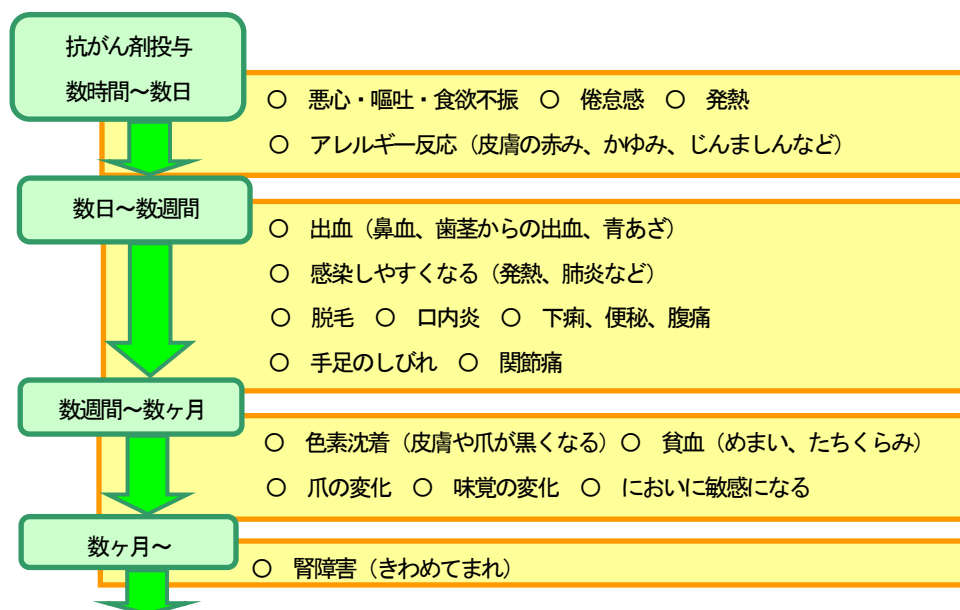 抗がん剤投与
数時間～数日
〇 悪心・嘔吐・食欲不振 〇 倦怠感 〇 発熱
〇 アレルギー反応（皮膚の赤み、かゆみ、じんましんなど）
数日～数週間
〇 出血（鼻血、歯茎からの出血、青あざ）
〇 感染しやすくなる（発熱、肺炎など）
〇 脱毛 〇 口内炎 〇 下痢、便秘、腹痛
〇 手足のしびれ 〇 関節痛
数週間～数ヶ月
〇 色素沈着（皮膚や爪が黒くなる）〇 貧血（めまい、たちくらみ）
〇 爪の変化 〇 味覚の変化 〇 においに敏感になる
数ヶ月～
〇 腎障害（きわめてまれ）